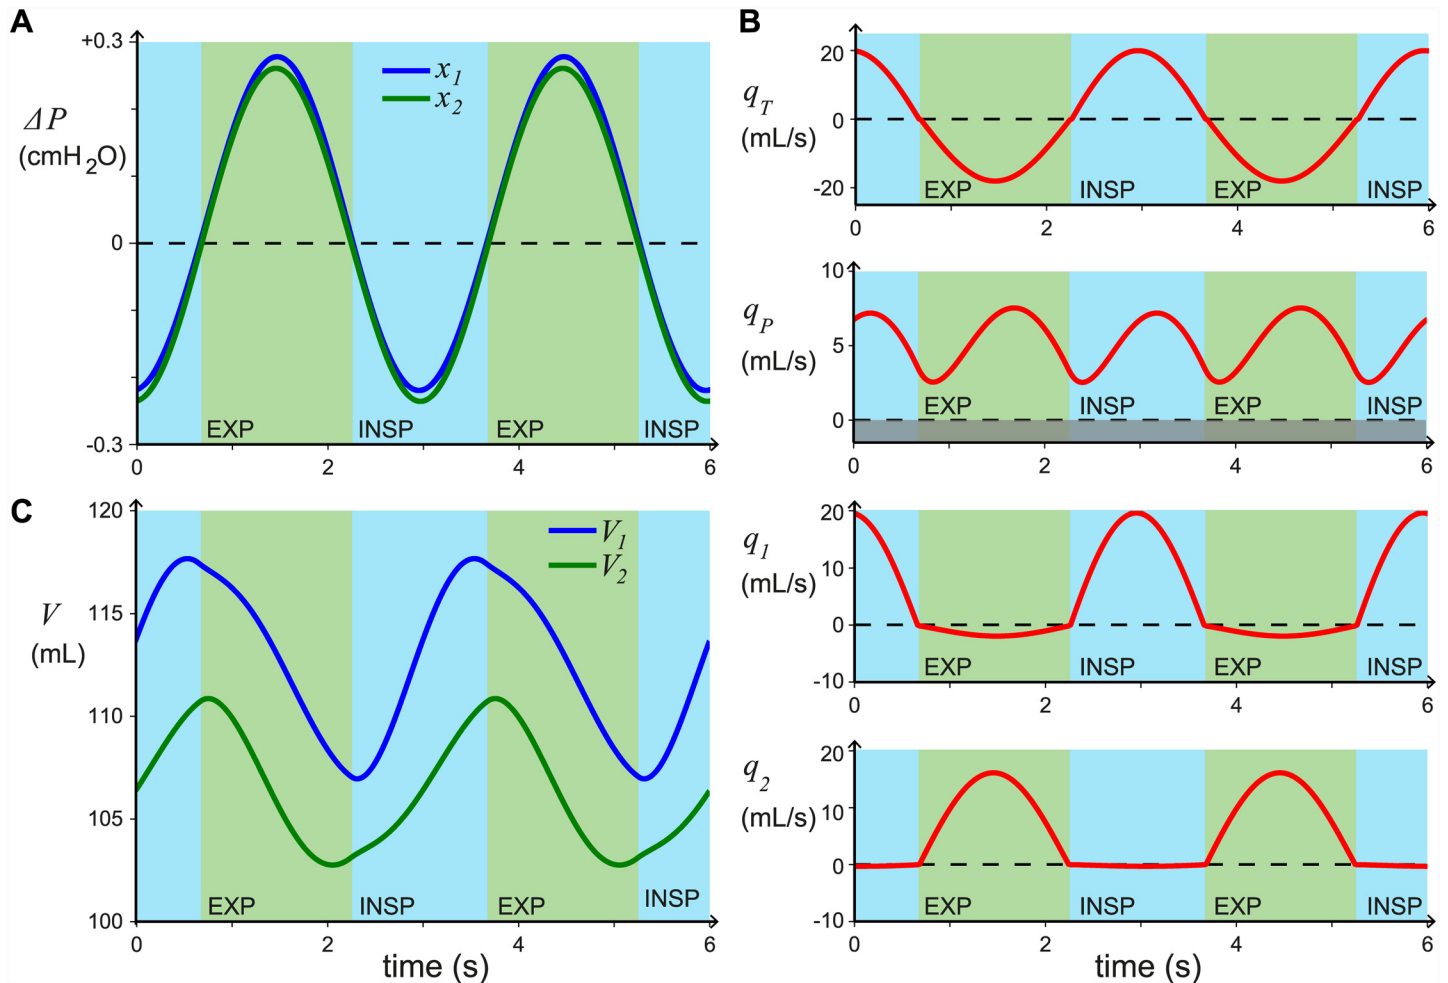 A
+0.3
ΔP
(cmH2O)
0
-0.3
x1
x2
EXP
INSP
EXP
INSP
0
2
4
6
B
20
qT
(mL/s)
0
-20
EXP
INSP
EXP
INSP
0
2
4
6
10
qP
(mL/s)
5
0
EXP
INSP
EXP
INSP
0
2
4
6
20
q1
(mL/s)
10
0
-10
EXP
INSP
EXP
INSP
0
2
4
6
20
q2
(mL/s)
10
0
-10
EXP
INSP
EXP
INSP
0
2
4
6
time (s)
C
120
115
V
(mL)
110
105
100
V1
V2
EXP
INSP
EXP
INSP
0
2
4
6
time (s)